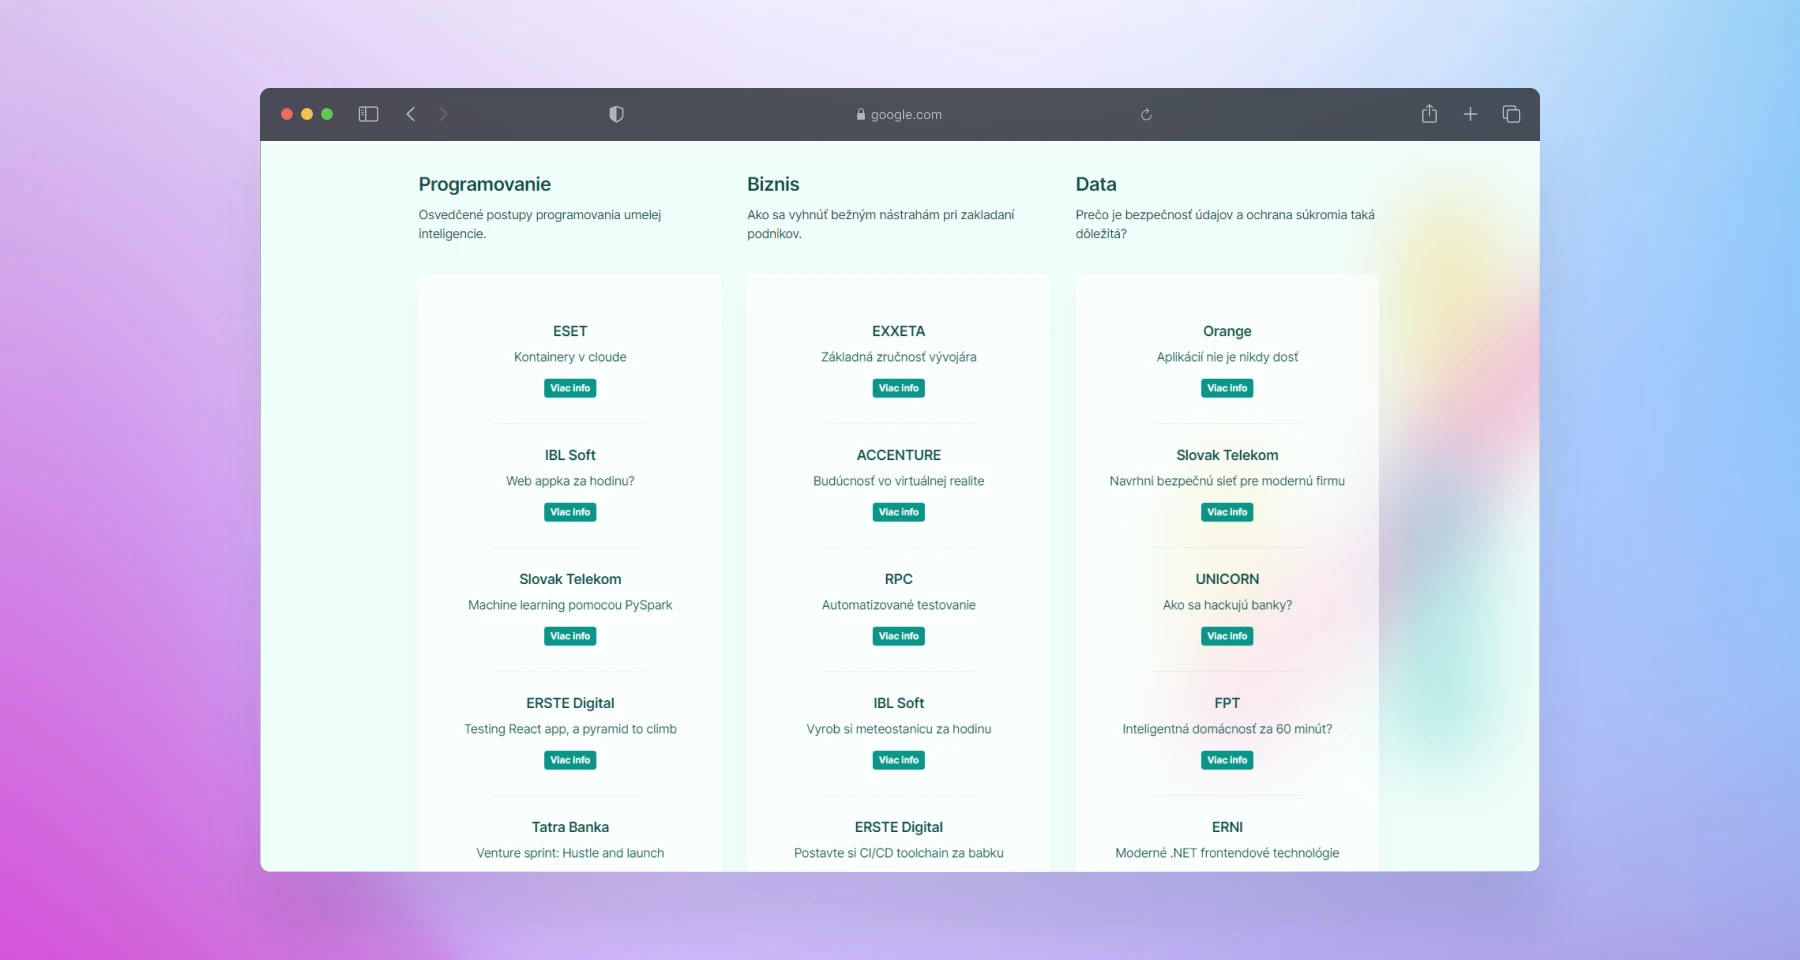 google.com
Programovanie
Osvedčené postupy programovania umelej
inteligencie.
Biznis
Ako sa vyhnúť bežným nástrahám pri zakladaní
podnikov.
Data
Prečo je bezpečnosť údajov a ochrana súkromia taká
dôležitá?
ESET
Kontainery v cloude
Viac info
IBL Soft
Web appka za hodinu?
Viac info
Slovak Telekom
Machine learning pomocou PySpark
Viac info
ERSTE Digital
Testing React app, a pyramid to climb
Viac info
Tatra Banka
Venture sprint: Hustle and launch
EXXETA
Základná zručnosť vývojára
Viac info
ACCENTURE
Budúcnosť vo virtuálnej realite
Viac info
RPC
Automatizované testovanie
Viac info
IBL Soft
Vyrob si meteostanicu za hodinu
Viac info
ERSTE Digital
Postavte si CI/CD toolchain za babku
Orange
Aplikácií nie je nikdy dosť
Viac info
Slovak Telekom
Navrhni bezpečnú sieť pre modernú firmu
Viac info
UNICORN
Ako sa hackujú banky?
Viac info
FPT
Inteligentná domácnosť za 60 minút?
Viac info
ERNI
Moderné .NET frontendové technológie